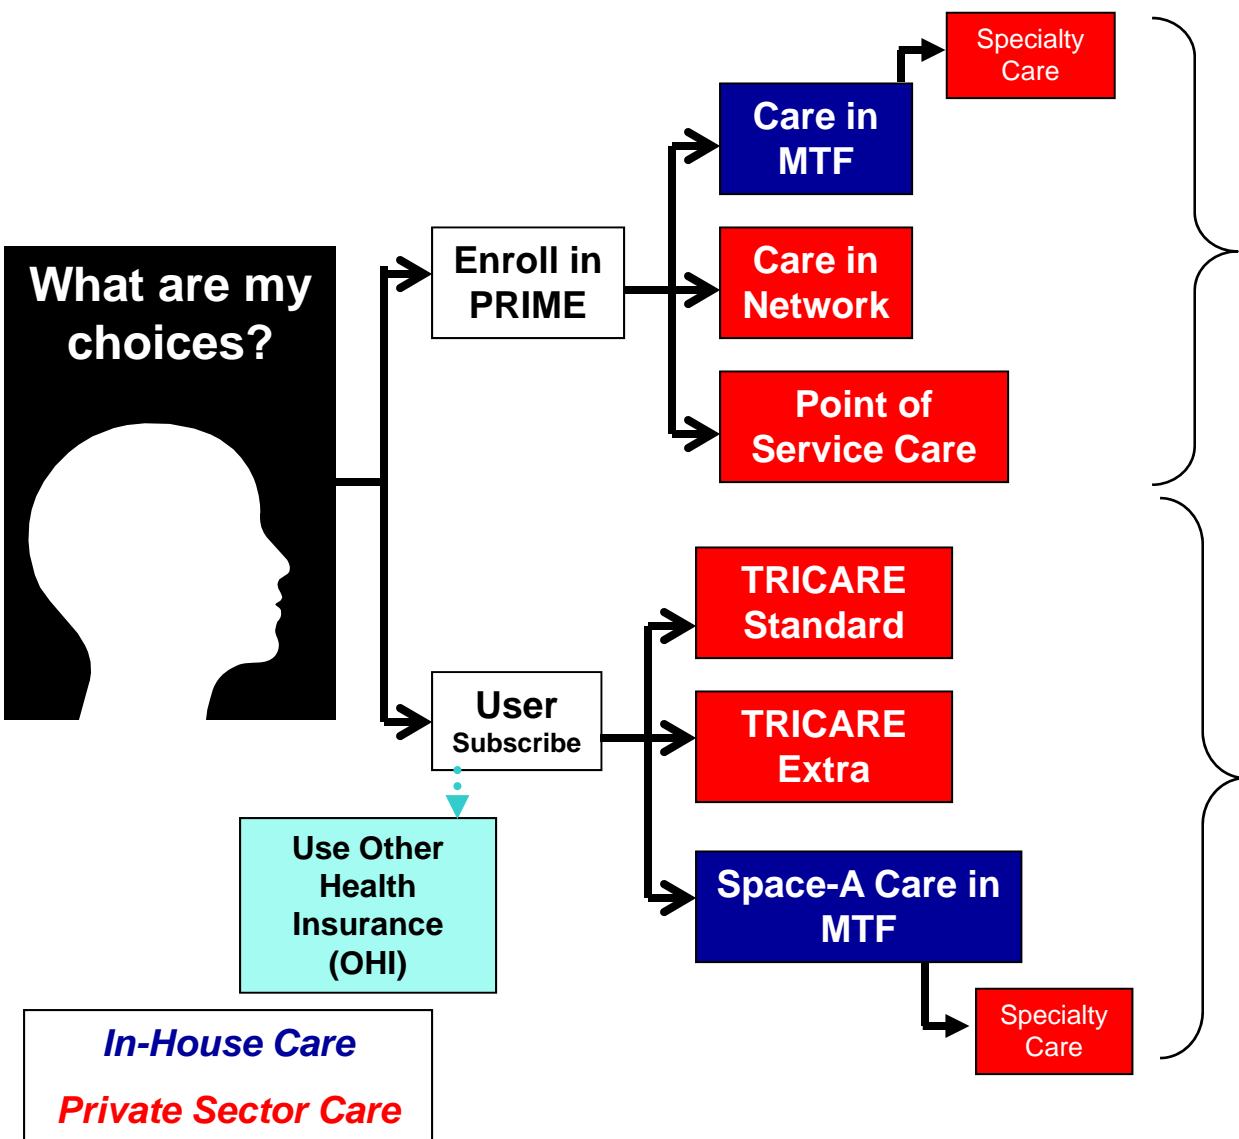 What are my
choices?
Enroll in
PRIME
Care in
MTF
Specialty
Care
Care in
Network
Point of
Service Care
User
Subscribe
TRICARE
Standard
TRICARE
Extra
Space-A Care in
MTF
Specialty
Care
Use Other
Health
Insurance
(OHI)
In-House Care
Private Sector Care